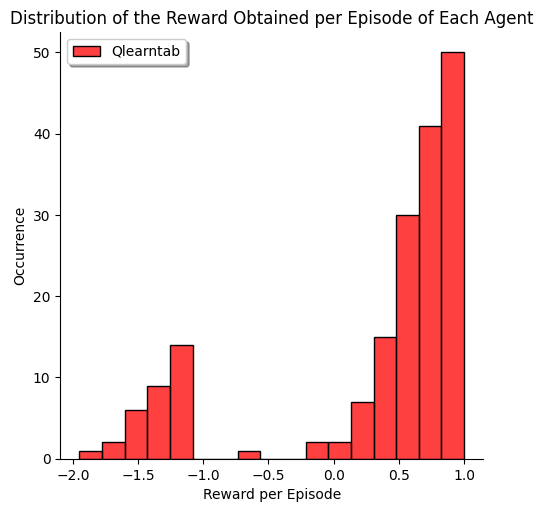 Distribution of the Reward Obtained per Episode of Each Agent
Qlearntab
50
40
30
20
10
0
Occurrence
−2.0 −1.5 −1.0 −0.5 0.0 0.5 1.0
Reward per Episode